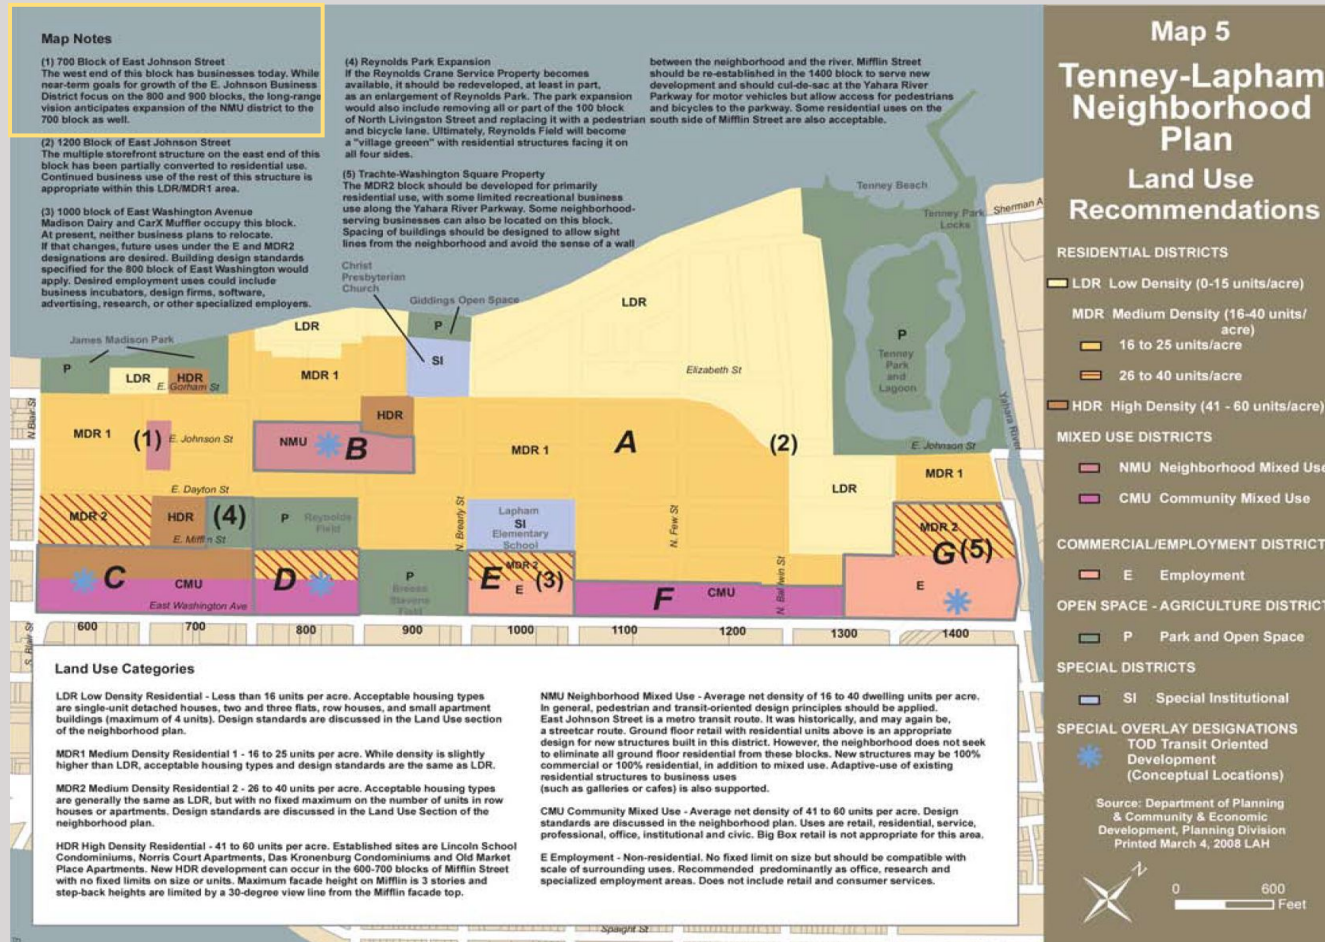 Map Notes
(1) 700 Block of East Johnson Street
The west end of this block has businesses today. While
near-term goals for growth of the E. Johnson Business
District focus on the 800 and 900 blocks, the long-range
vision anticipates expansion of the NMU district to the
700 block as well.
(2) 1200 Block of East Johnson Street
The multiple storefront structure on the east end of this
block has been partially converted to residential use.
Continued business use of the rest of this structure is
appropriate within this LDR/MDR1 area.
(3) 1000 block of East Washington Avenue
Madison Dairy and CarX Muffler occupy this block.
At present, neither business plans to relocate.
If that changes, future uses under the E and MDR2
designations are desired. Building design standards
specified for the 800 block of East Washington would
apply. Desired employment uses could include
business incubators, design firms, software,
advertising, research, or other specialized employers.
(4) Reynolds Park Expansion
If the Reynolds Crane Service Property becomes
available, it should be redeveloped, at least in part,
as an enlargement of Reynolds Park. The park expansion
would also include removing all or part of the 100 block
of North Livingston Street and replacing it with a pedestrian
and bicycle lane. Ultimately, Reynolds Field will become
a "village greeen" with residential structures facing it on
all four sides.
(5) Trachte-Washington Square Property
The MDR2 block should be developed for primarily
residential use, with some limited recreational business
use along the Yahara River Parkway. Some neighborhood-
serving businesses can also be located on this block.
Spacing of buildings should be designed to allow sight
lines from the neighborhood and avoid the sense of a wall
between the neighborhood and the river. Mifflin Street
should be re-established in the 1400 block to serve new
development and should cul-de-sac at the Yahara River
Parkway for motor vehicles but allow access for pedestrians
and bicycles to the parkway. Some residential uses on the
south side of Mifflin Street are also acceptable.
Tenney Beach
Tenney Park
Locks
Sherman A
Christ
Presbyterian
Church
Giddings Open Space
James Madison Park
LDR
LDR
P
P
P
Tenney
Park
and
Lagoon
SI
LDR
HDR
E. Gorham St
MDR 1
Elizabeth St
Yahara River
N.Blair St
MDR 1
(1)
E. Johnson St
NMU
B
HDR
MDR 1
A
(2)
E. Johnson St
MDR 1
LDR
E. Dayton St
MDR 2
HDR
(4)
E. Mifflin St
P
Reynolds
Field
N. Brearly St
Lapham
SI
Elementary
School
N. Few St
MDR 2
G (5)
C
CMU
East Washington Ave
D
P
Breese
Stevens
Field
MDR 2
E
E
(3)
F
CMU
N. Baldwin St
E
S. Blair St
600
700
800
900
1000
1100
1200
1300
1400
Land Use Categories
LDR Low Density Residential - Less than 16 units per acre. Acceptable housing types
are single-unit detached houses, two and three flats, row houses, and small apartment
buildings (maximum of 4 units). Design standards are discussed in the Land Use section
of the neighborhood plan.
MDR1 Medium Density Residential 1 - 16 to 25 units per acre. While density is slightly
higher than LDR, acceptable housing types and design standards are the same as LDR.
MDR2 Medium Density Residential 2 - 26 to 40 units per acre. Acceptable housing types
are generally the same as LDR, but with no fixed maximum on the number of units in row
houses or apartments. Design standards are discussed in the Land Use Section of the
neighborhood plan.
HDR High Density Residential - 41 to 60 units per acre. Established sites are Lincoln School
Condominiums, Norris Court Apartments, Das Kronenburg Condominiums and Old Market
Place Apartments. New HDR development can occur in the 600-700 blocks of Mifflin Street
with no fixed limits on size or units. Maximum facade height on Mifflin is 3 stories and
step-back heights are limited by a 30-degree view line from the Mifflin facade top.
NMU Neighborhood Mixed Use - Average net density of 16 to 40 dwelling units per acre.
In general, pedestrian and transit-oriented design principles should be applied.
East Johnson Street is a metro transit route. It was historically, and may again be,
a streetcar route. Ground floor retail with residential units above is an appropriate
design for new structures built in this district. However, the neighborhood does not seek
to eliminate all ground floor residential from these blocks. New structures may be 100%
commercial or 100% residential, in addition to mixed use. Adaptive-use of existing
residential structures to business uses
(such as galleries or cafes) is also supported.
CMU Community Mixed Use - Average net density of 41 to 60 units per acre. Design
standards are discussed in the neighborhood plan. Uses are retail, residential, service,
professional, office, institutional and civic. Big Box retail is not appropriate for this area.
E Employment - Non-residential. No fixed limit on size but should be compatible with
scale of surrounding uses. Recommended predominantly as office, research and
specialized employment areas. Does not include retail and consumer services.
Spaight St
Map 5
Tenney-Lapham
Neighborhood
Plan
Land Use
Recommendations
RESIDENTIAL DISTRICTS
LDR Low Density (0-15 units/acre)
MDR Medium Density (16-40 units/
acre)
16 to 25 units/acre
26 to 40 units/acre
HDR High Density (41 - 60 units/acre)
MIXED USE DISTRICTS
NMU Neighborhood Mixed Use
CMU Community Mixed Use
COMMERCIAL/EMPLOYMENT DISTRICT
E Employment
OPEN SPACE - AGRICULTURE DISTRICT
P Park and Open Space
SPECIAL DISTRICTS
SI Special Institutional
SPECIAL OVERLAY DESIGNATIONS
TOD Transit Oriented
Development
(Conceptual Locations)
Source: Department of Planning
& Community & Economic
Development, Planning Division
Printed March 4, 2008 LAH
N
0 600
Feet